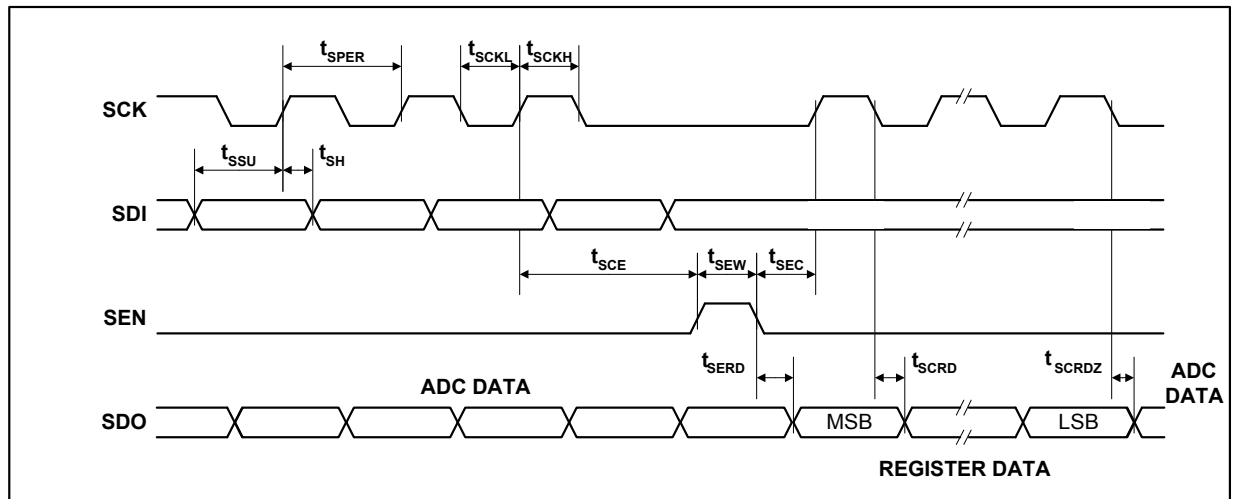 tSPER
tSCKL
tSCKH
SCK
tSSU
tSH
SDI
tSCE
tSEW
tSEC
SEN
tSERD
tSCRD
tSCRDZ
ADC DATA
ADC
DATA
SDO
MSB
LSB
REGISTER DATA